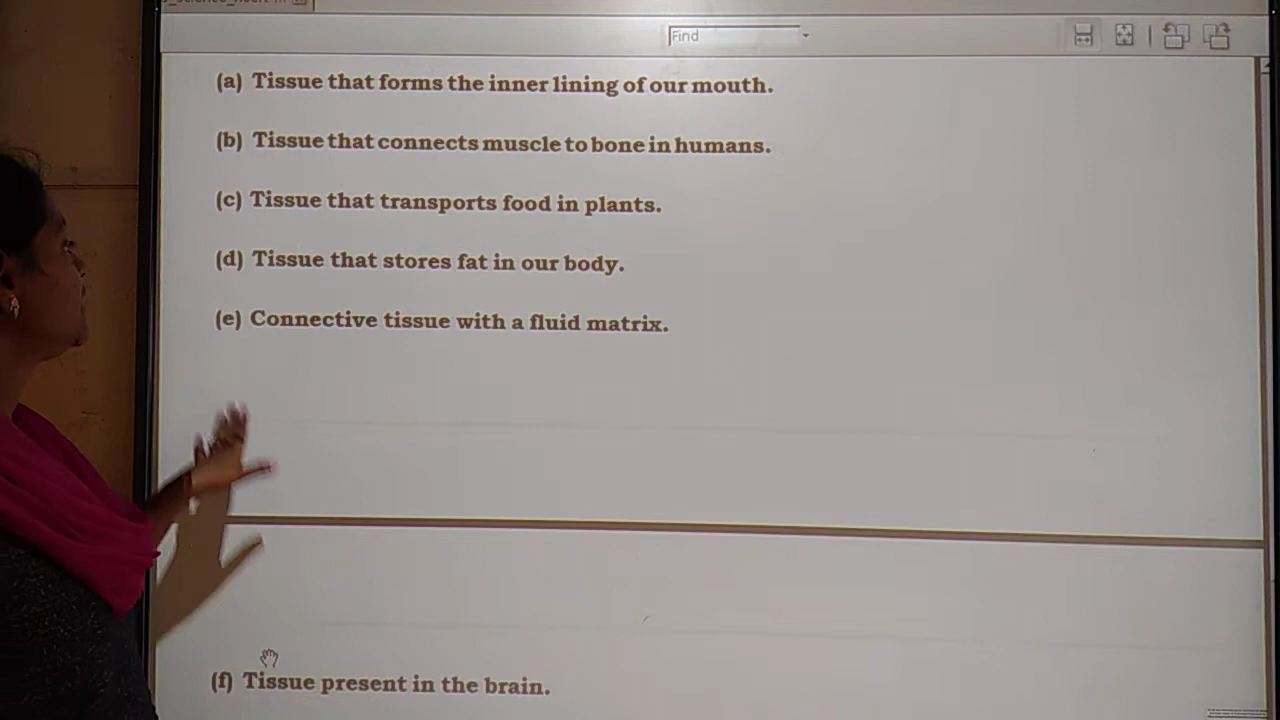 Find
(a) Tissue that forms the inner lining of our mouth.
(b) Tissue that connects muscle to bone in humans.
(c) Tissue that transports food in plants.
(d) Tissue that stores fat in our body.
(e) Connective tissue with a fluid matrix.
(f) Tissue present in the brain.